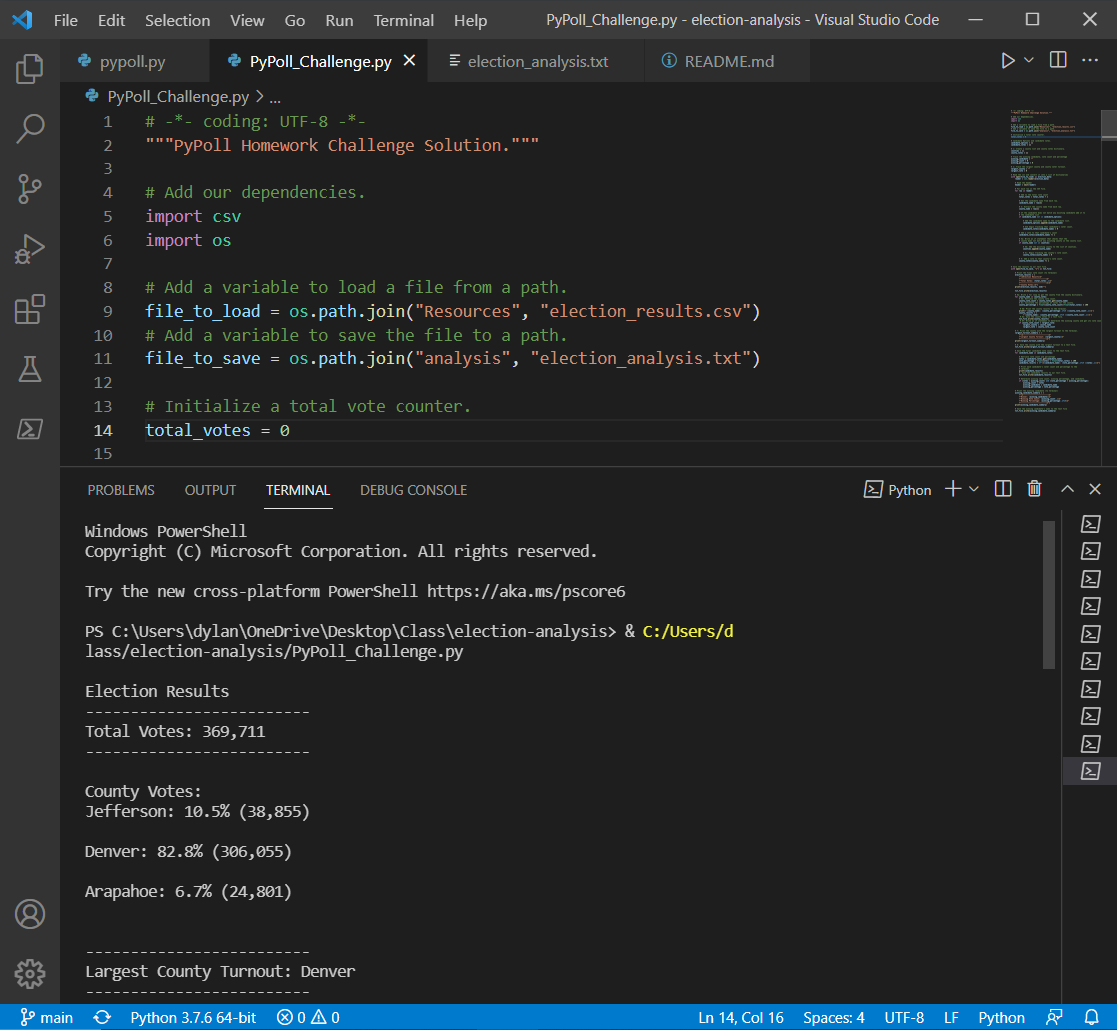 File Edit Selection View Go Run Terminal Help PyPoll_Challenge.py - election-analysis - Visual Studio Code
pypoll.py PyPoll_Challenge.py election_analysis.txt README.md
PyPoll_Challenge.py > ...
1 # -*- coding: UTF-8 -*-
2 """PyPoll Homework Challenge Solution."""
3
4 # Add our dependencies.
5 import csv
6 import os
7
8 # Add a variable to load a file from a path.
9 file_to_load = os.path.join("Resources", "election_results.csv")
10 # Add a variable to save the file to a path.
11 file_to_save = os.path.join("analysis", "election_analysis.txt")
12
13 # Initialize a total vote counter.
14 total_votes = 0
15
PROBLEMS OUTPUT TERMINAL DEBUG CONSOLE Python
Windows PowerShell
Copyright (C) Microsoft Corporation. All rights reserved.
Try the new cross-platform PowerShell https://aka.ms/pscore6
PS C:\Users\dylan\OneDrive\Desktop\Class\election-analysis> & C:/Users/d
lass/election-analysis/PyPoll_Challenge.py
Election Results
-------------------------
Total Votes: 369,711
-------------------------
County Votes:
Jefferson: 10.5% (38,855)
Denver: 82.8% (306,055)
Arapahoe: 6.7% (24,801)
-------------------------
Largest County Turnout: Denver
-------------------------
main Python 3.7.6 64-bit 0 0 Ln 14, Col 16 Spaces: 4 UTF-8 LF Python